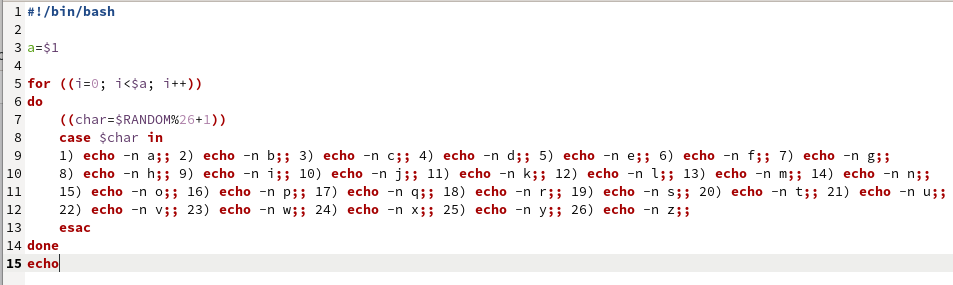 1 #!/bin/bash
2
3 a=$1
4
5 for ((i=0; i<$a; i++))
6 do
7     ((char=$RANDOM%26+1))
8     case $char in
9     1) echo -n a;; 2) echo -n b;; 3) echo -n c;; 4) echo -n d;; 5) echo -n e;; 6) echo -n f;; 7) echo -n g;;
10     8) echo -n h;; 9) echo -n i;; 10) echo -n j;; 11) echo -n k;; 12) echo -n l;; 13) echo -n m;; 14) echo -n n;;
11     15) echo -n o;; 16) echo -n p;; 17) echo -n q;; 18) echo -n r;; 19) echo -n s;; 20) echo -n t;; 21) echo -n u;;
12     22) echo -n v;; 23) echo -n w;; 24) echo -n x;; 25) echo -n y;; 26) echo -n z;;
13     esac
14 done
15 echo